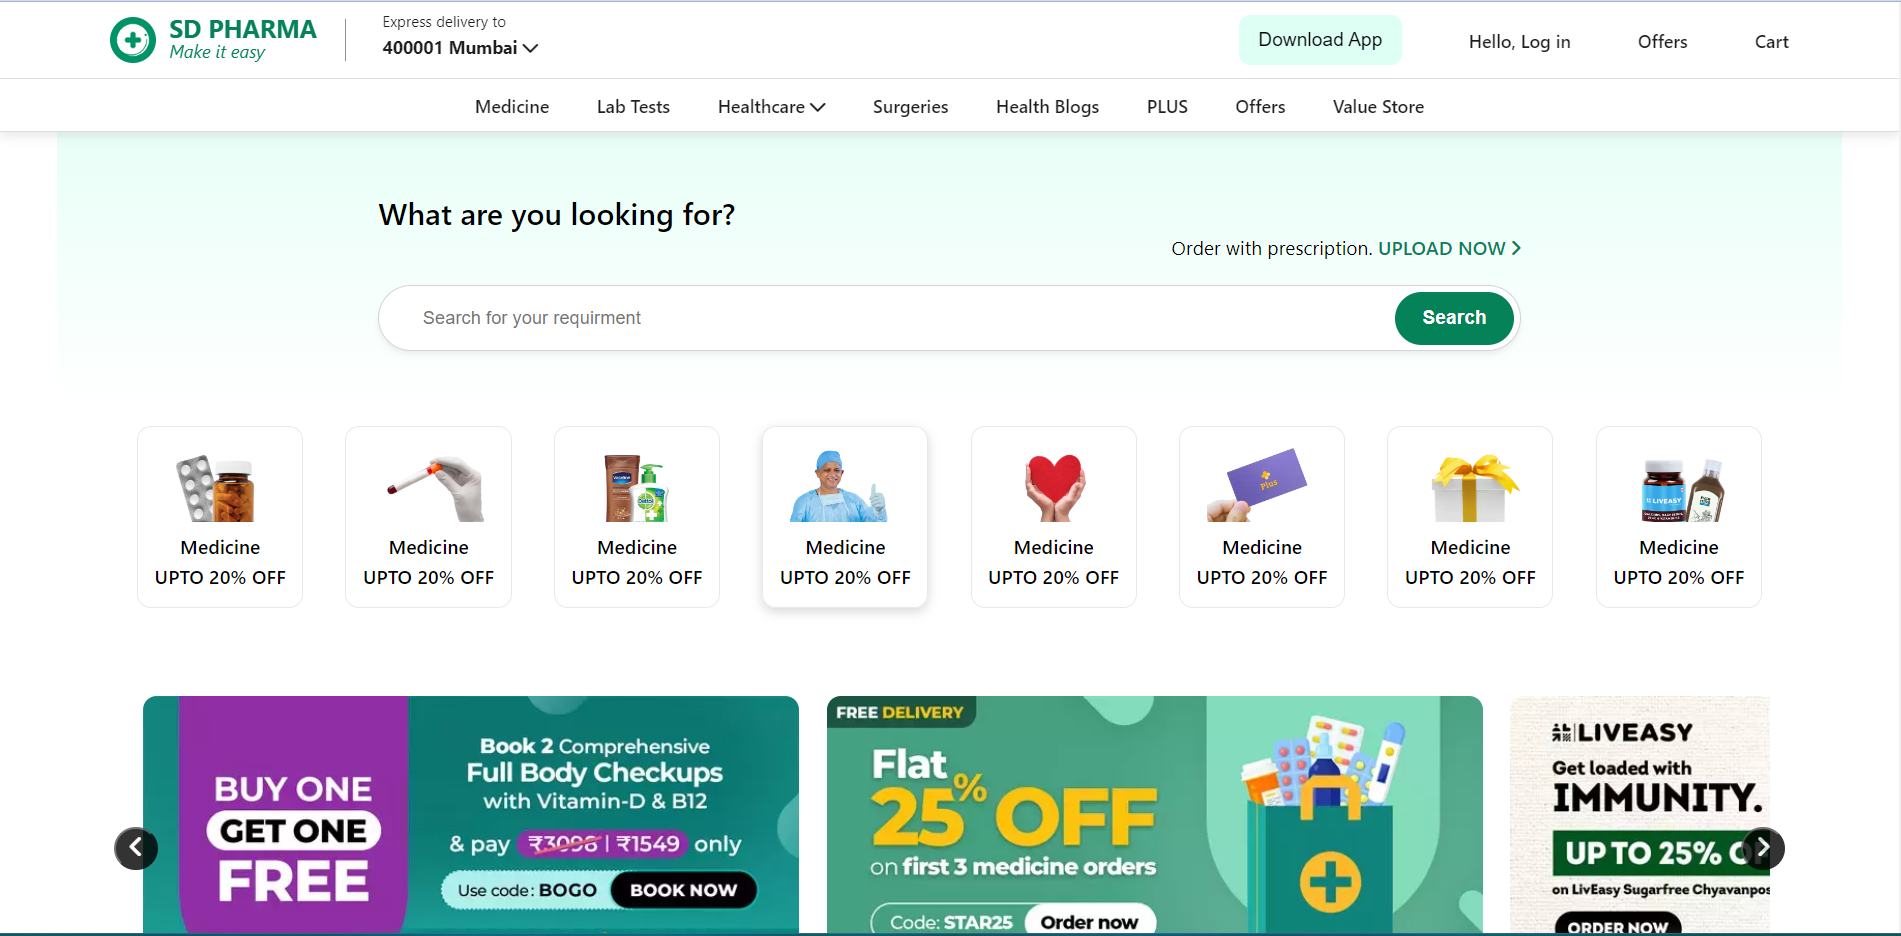 SD PHARMA
Make it easy
Express delivery to
400001 Mumbai
Download App
Hello, Log in
Offers
Cart
Medicine
Lab Tests
Healthcare
Surgeries
Health Blogs
PLUS
Offers
Value Store
What are you looking for?
Order with prescription. UPLOAD NOW
Search for your requirment
Search
Medicine
UPTO 20% OFF
Medicine
UPTO 20% OFF
Vaseline
Dettol
Medicine
UPTO 20% OFF
Medicine
UPTO 20% OFF
Medicine
UPTO 20% OFF
Plus
Medicine
UPTO 20% OFF
Medicine
UPTO 20% OFF
LIVEASY
Medicine
UPTO 20% OFF
BUY ONE
GET ONE
FREE
Book 2 Comprehensive
Full Body Checkups
with Vitamin-D & B12
& pay ₹3098 | ₹1549 only
Use code: BOGO
BOOK NOW
FREE DELIVERY
Flat
25% OFF
on first 3 medicine orders
Code: STAR25
Order now
LIVEASY
Get loaded with
IMMUNITY.
UP TO 25% O
on LivEasy Sugarfree Chyavanpos
ORDER NOW